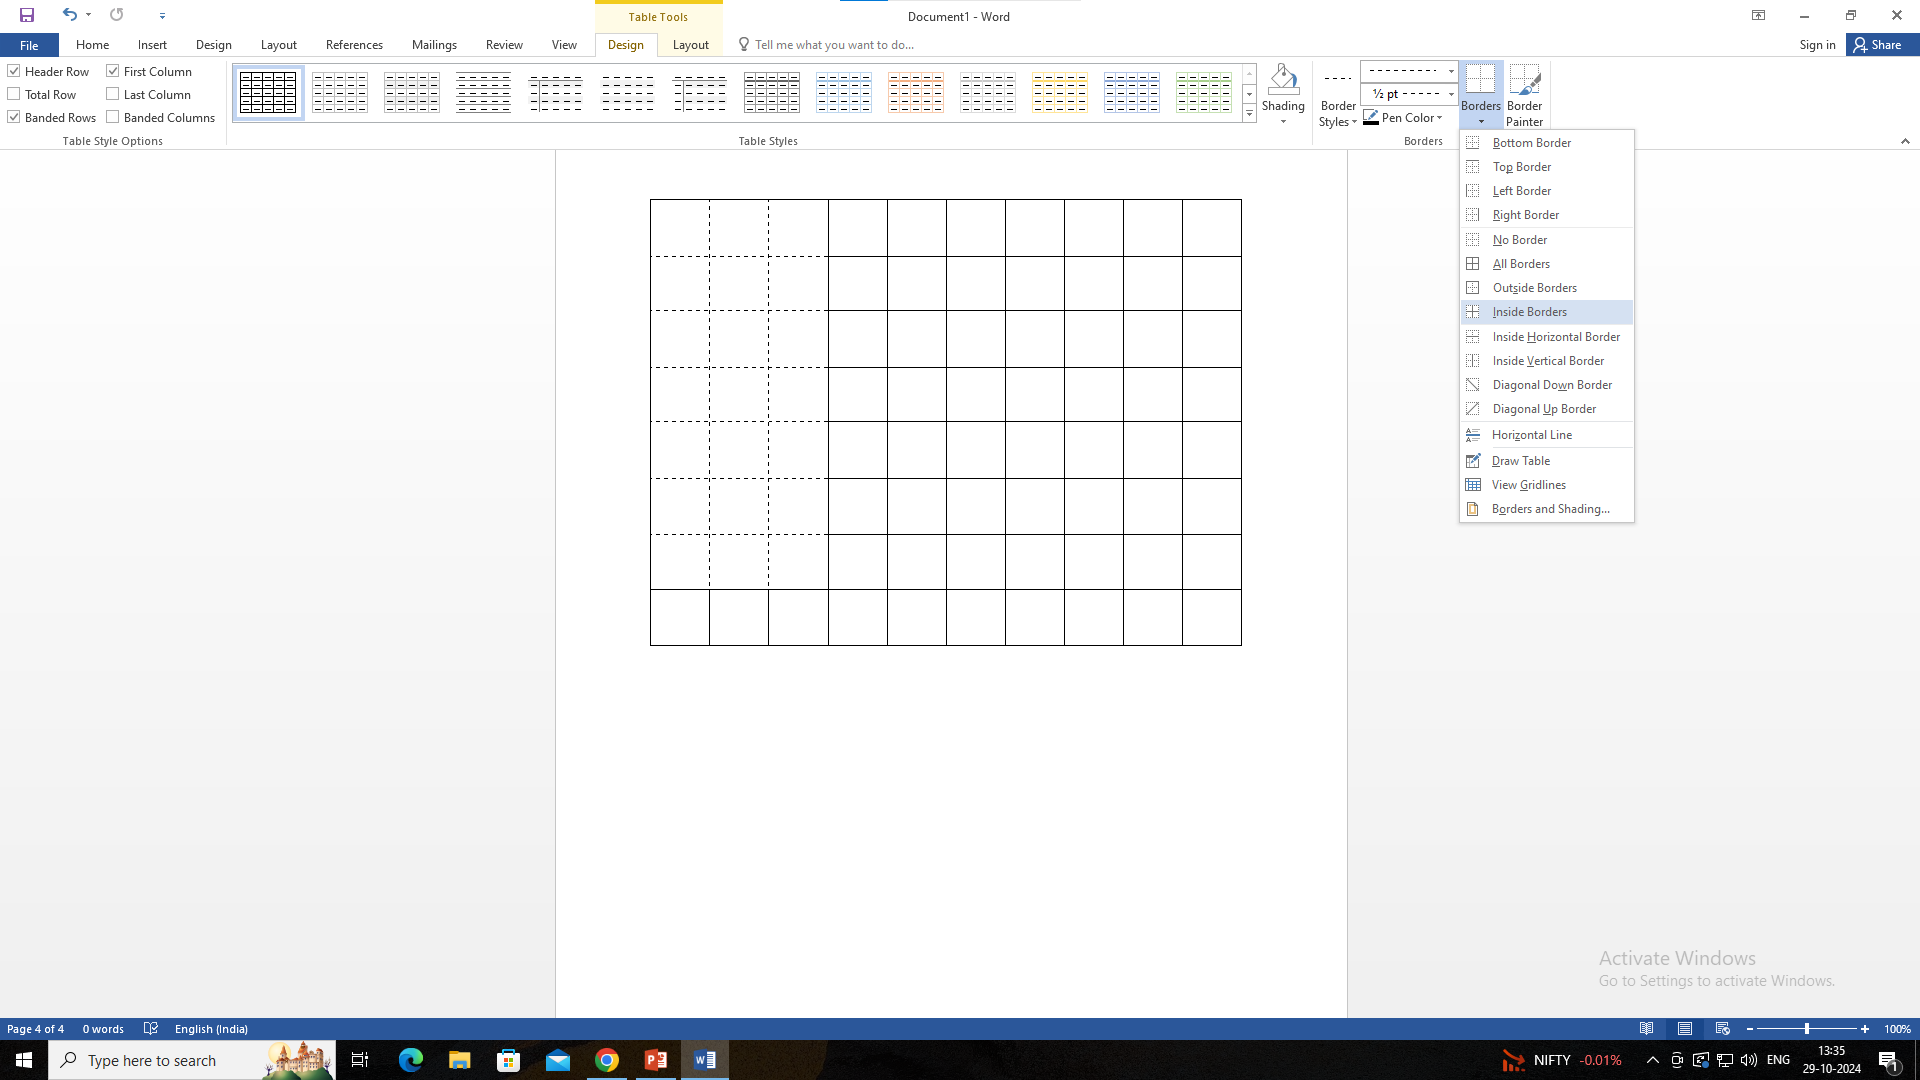 Table Tools
Document1 - Word
File
Home
Insert
Design
Layout
References
Mailings
Review
View
Design
Layout
Tell me what you want to do...
Sign in
Share
Header Row
First Column
Total Row
Last Column
Banded Rows
Banded Columns
Table Style Options
Table Styles
Shading
Border
Styles
½ pt
Pen Color
Borders
Border
Painter
Borders
Bottom Border
Top Border
Left Border
Right Border
No Border
All Borders
Outside Borders
Inside Borders
Inside Horizontal Border
Inside Vertical Border
Diagonal Down Border
Diagonal Up Border
Horizontal Line
Draw Table
View Gridlines
Borders and Shading...
Activate Windows
Go to Settings to activate Windows.
Page 4 of 4
0 words
English (India)
100%
Type here to search
NIFTY -0.01%
ENG
13:35
29-10-2024
1